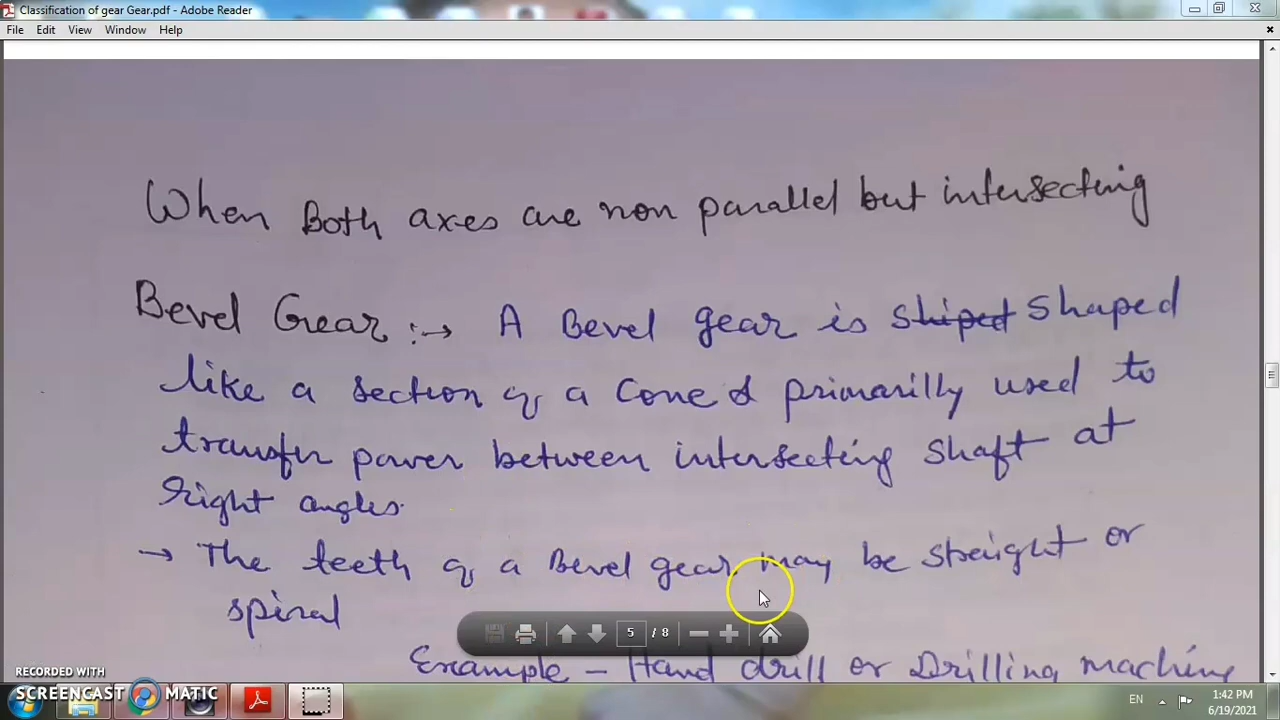 Classification of gear Gear.pdf - Adobe Reader
File Edit View Window Help
When Both axes are non parallel but intersecting
Bevel Gear :→ A Bevel gear is shiped shaped
like a section of a Cone & primarilly used to
transfer power between intersecting shaft at
right angles.
→ The teeth of a Bevel gear may be straight or
spiral
5 / 8
Example - Hand drill or Drilling machine
RECORDED WITH
SCREENCAST MATIC
EN 1:42 PM
6/19/2021